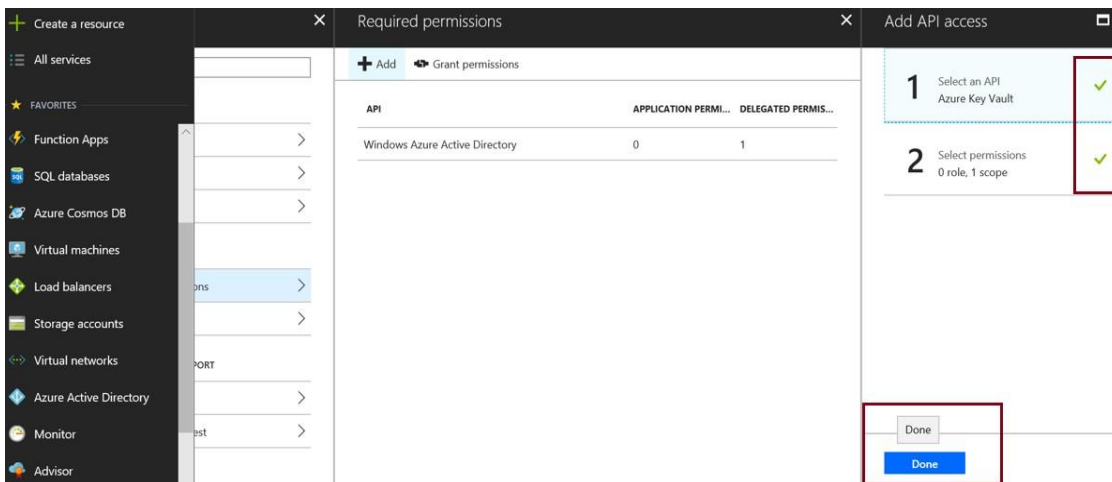 Create a resource
All services
FAVORITES
Function Apps
SQL databases
Azure Cosmos DB
Virtual machines
Load balancers
Storage accounts
Virtual networks
Azure Active Directory
Monitor
Advisor
ons
PORT
est
Required permissions
Add Grant permissions
API APPLICATION PERMI... DELEGATED PERMIS...
Windows Azure Active Directory 0 1
Add API access
1 Select an API
Azure Key Vault
2 Select permissions
0 role, 1 scope
Done
Done